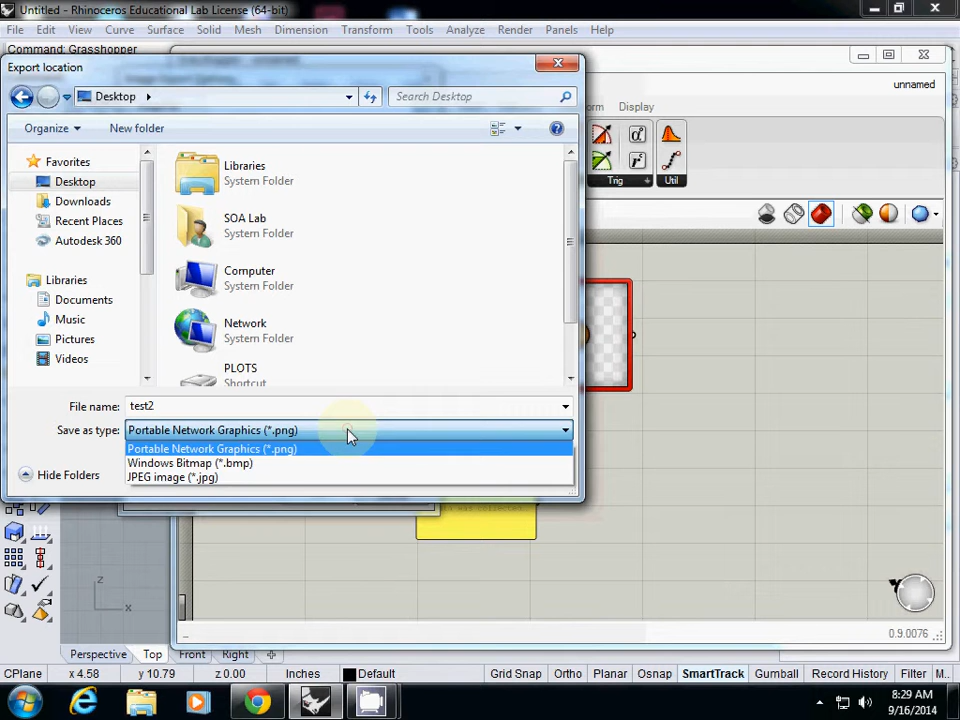 Untitled - Rhinoceros Educational Lab License (64-bit)
File Edit View Curve Surface Solid Mesh Dimension Transform Tools Analyze Render Panels Help
Command: Grasshopper
Export location
unnamed
Desktop
Search Desktop
Display
Organize New folder
Favorites
Desktop
Downloads
Recent Places
Autodesk 360
Libraries
Documents
Music
Pictures
Videos
Libraries
System Folder
SOA Lab
System Folder
Computer
System Folder
Network
System Folder
PLOTS
Shortcut
Trig
Util
File name: test2
Save as type: Portable Network Graphics (*.png)
Portable Network Graphics (*.png)
Windows Bitmap (*.bmp)
JPEG image (*.jpg)
Hide Folders
was collected..
z
x
0.9.0076
Perspective Top Front Right
CPlane x 4.58 y 10.79 z 0.00 Inches Default Grid Snap Ortho Planar Osnap SmartTrack Gumball Record History Filter M..
8:29 AM
9/16/2014